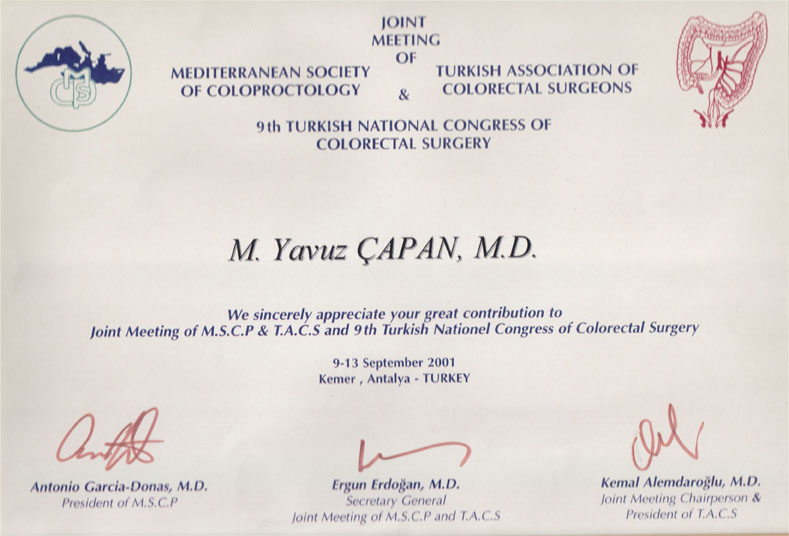 JOINT
MEETING
OF
MEDITERRANEAN SOCIETY
OF COLOPROCTOLOGY
&
TURKISH ASSOCIATION OF
COLORECTAL SURGEONS
9th TURKISH NATIONAL CONGRESS OF
COLORECTAL SURGERY
M. Yavuz ÇAPAN, M.D.
We sincerely appreciate your great contribution to
Joint Meeting of M.S.C.P & T.A.C.S and 9th Turkish Nationel Congress of Colorectal Surgery
9-13 September 2001
Kemer , Antalya - TURKEY
Antonio Garcia-Donas, M.D.
President of M.S.C.P
Ergun Erdoğan, M.D.
Secretary General
Joint Meeting of M.S.C.P and T.A.C.S
Kemal Alemdaroğlu, M.D.
Joint Meeting Chairperson &
President of T.A.C.S